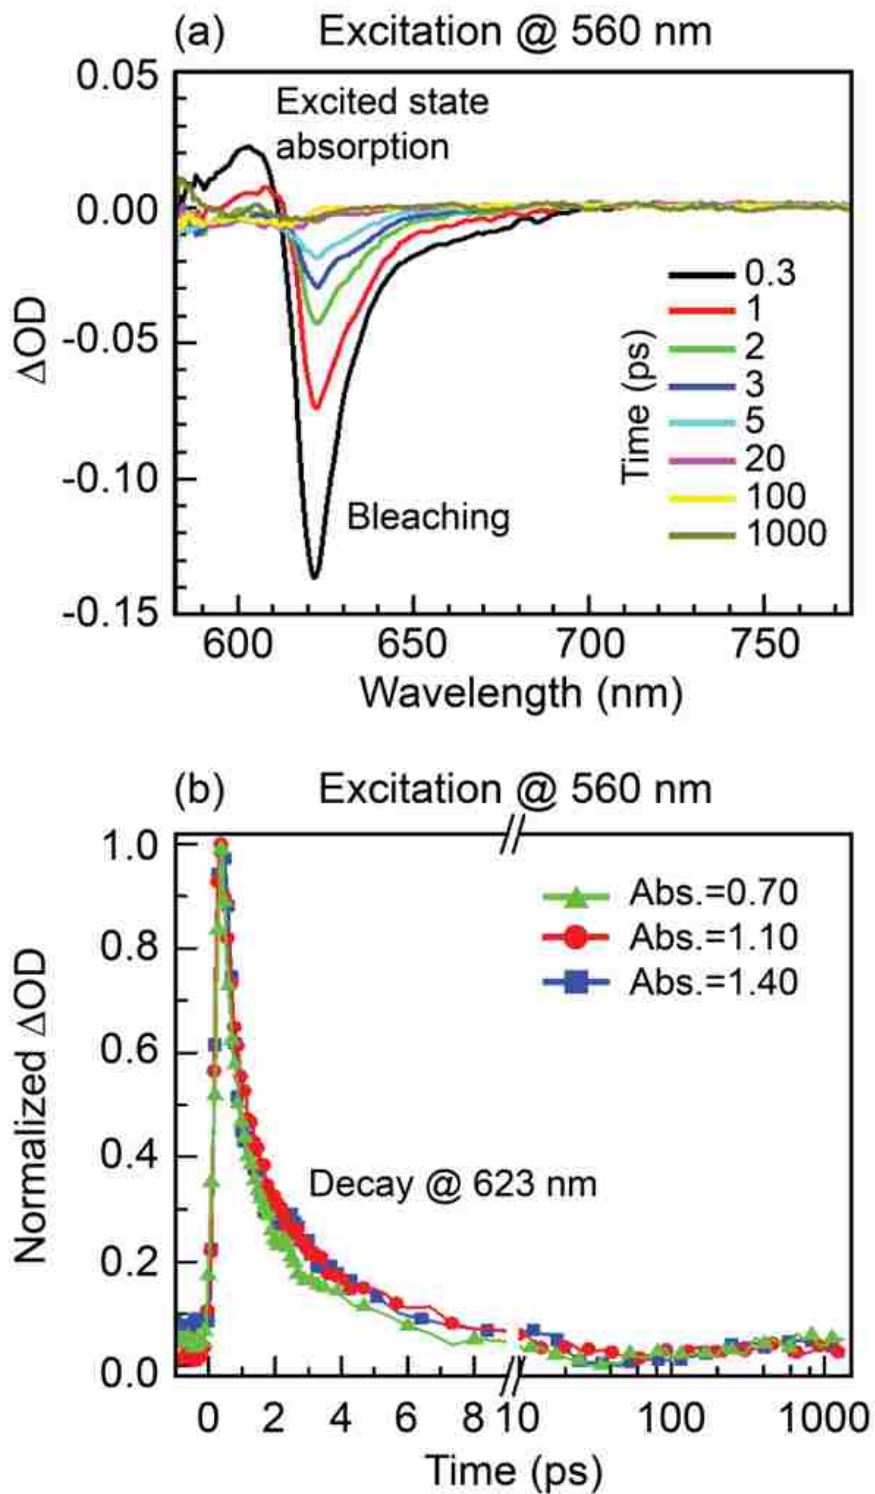 (a) Excitation @ 560 nm
0.05
Excited state
absorption
0.00
0.3
1
-0.05
2
3
5
-0.10
20
100
Bleaching
1000
-0.15
ΔOD
Time (ps)
600 650 700 750
Wavelength (nm)
(b) Excitation @ 560 nm
1.0
Abs.=0.70
Abs.=1.10
0.8
Abs.=1.40
0.6
0.4
Decay @ 623 nm
0.2
0.0
Normalized ΔOD
0 2 4 6 8 10 100 1000
Time (ps)